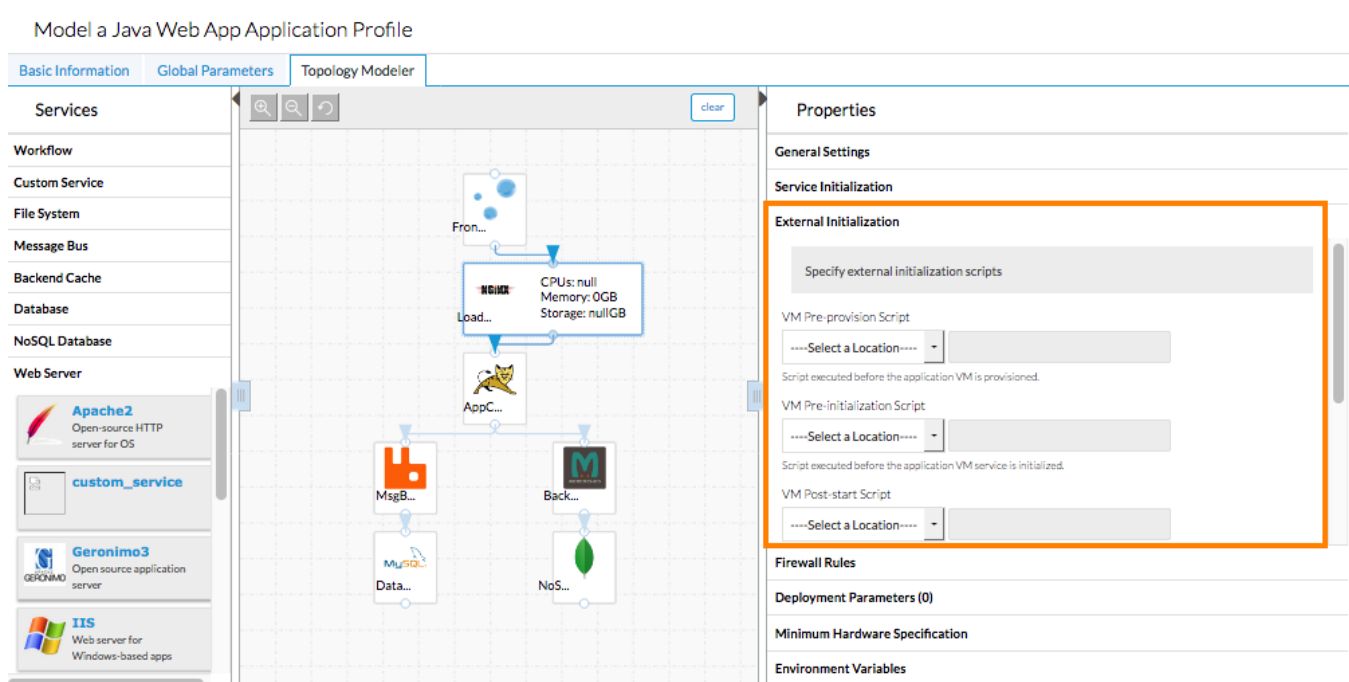 Model a Java Web App Application Profile
Basic Information
Global Parameters
Topology Modeler
Services
Workflow
Custom Service
File System
Message Bus
Backend Cache
Database
NoSQL Database
Web Server
Apache2
Open-source HTTP
server for OS
custom_service
Geronimo3
Open source application
server
GERONIMO
IIS
Web server for
Windows-based apps
clear
Fron...
NGINX
Load...
CPUs: null
Memory: 0GB
Storage: nullGB
AppC...
MsgB...
Back...
MySQL
Data...
NoS...
Properties
General Settings
Service Initialization
External Initialization
Specify external initialization scripts
VM Pre-provision Script
----Select a Location----
Script executed before the application VM is provisioned.
VM Pre-initialization Script
----Select a Location----
Script executed before the application VM service is initialized.
VM Post-start Script
----Select a Location----
Firewall Rules
Deployment Parameters (0)
Minimum Hardware Specification
Environment Variables